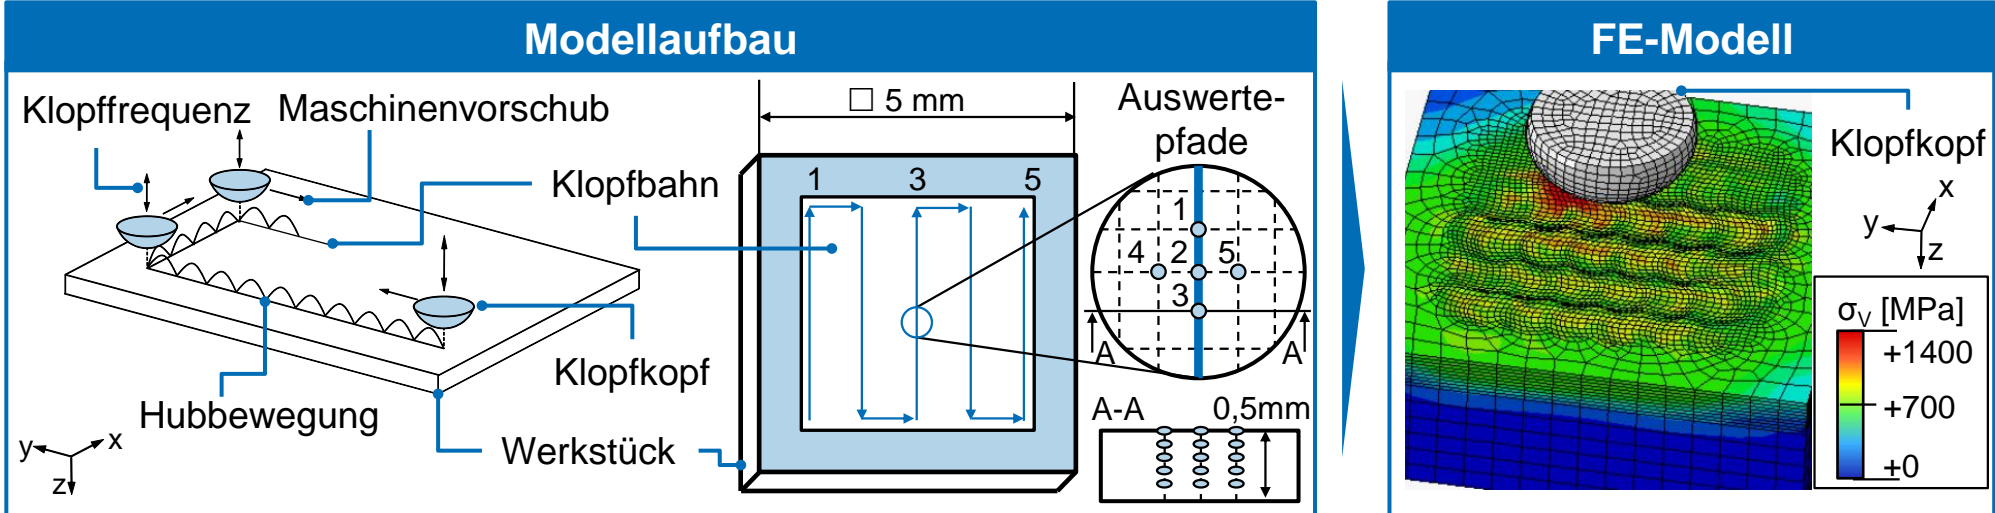 Modellaufbau
Klopffrequenz
Maschinenvorschub
Klopfbahn
Klopfkopf
Hubbewegung
Werkstück
y
x
z
□ 5 mm
1 3 5
Auswerte-
pfade
1
4 2 5
3
A A
A-A 0,5mm
FE-Modell
Klopfkopf
x
y
z
σV [MPa]
+1400
+700
+0